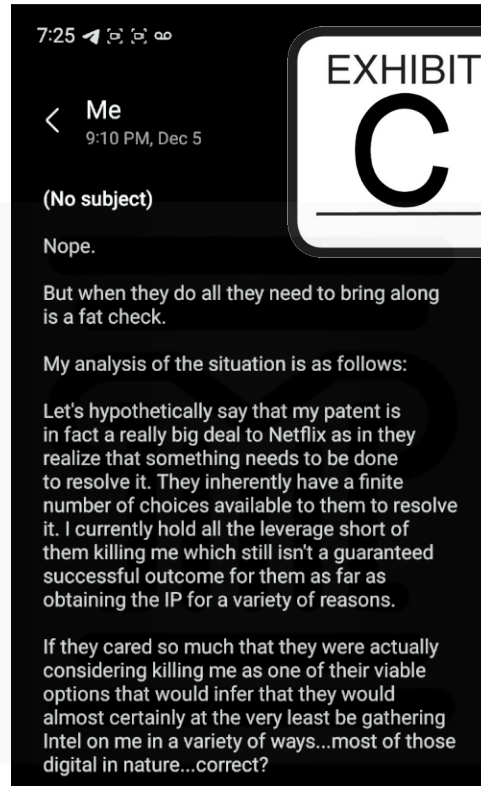 7:25
EXHIBIT
C
Me
9:10 PM, Dec 5
(No subject)
Nope.
But when they do all they need to bring along
is a fat check.
My analysis of the situation is as follows:
Let's hypothetically say that my patent is
in fact a really big deal to Netflix as in they
realize that something needs to be done
to resolve it. They inherently have a finite
number of choices available to them to resolve
it. I currently hold all the leverage short of
them killing me which still isn't a guaranteed
successful outcome for them as far as
obtaining the IP for a variety of reasons.
If they cared so much that they were actually
considering killing me as one of their viable
options that would infer that they would
almost certainly at the very least be gathering
Intel on me in a variety of ways...most of those
digital in nature...correct?